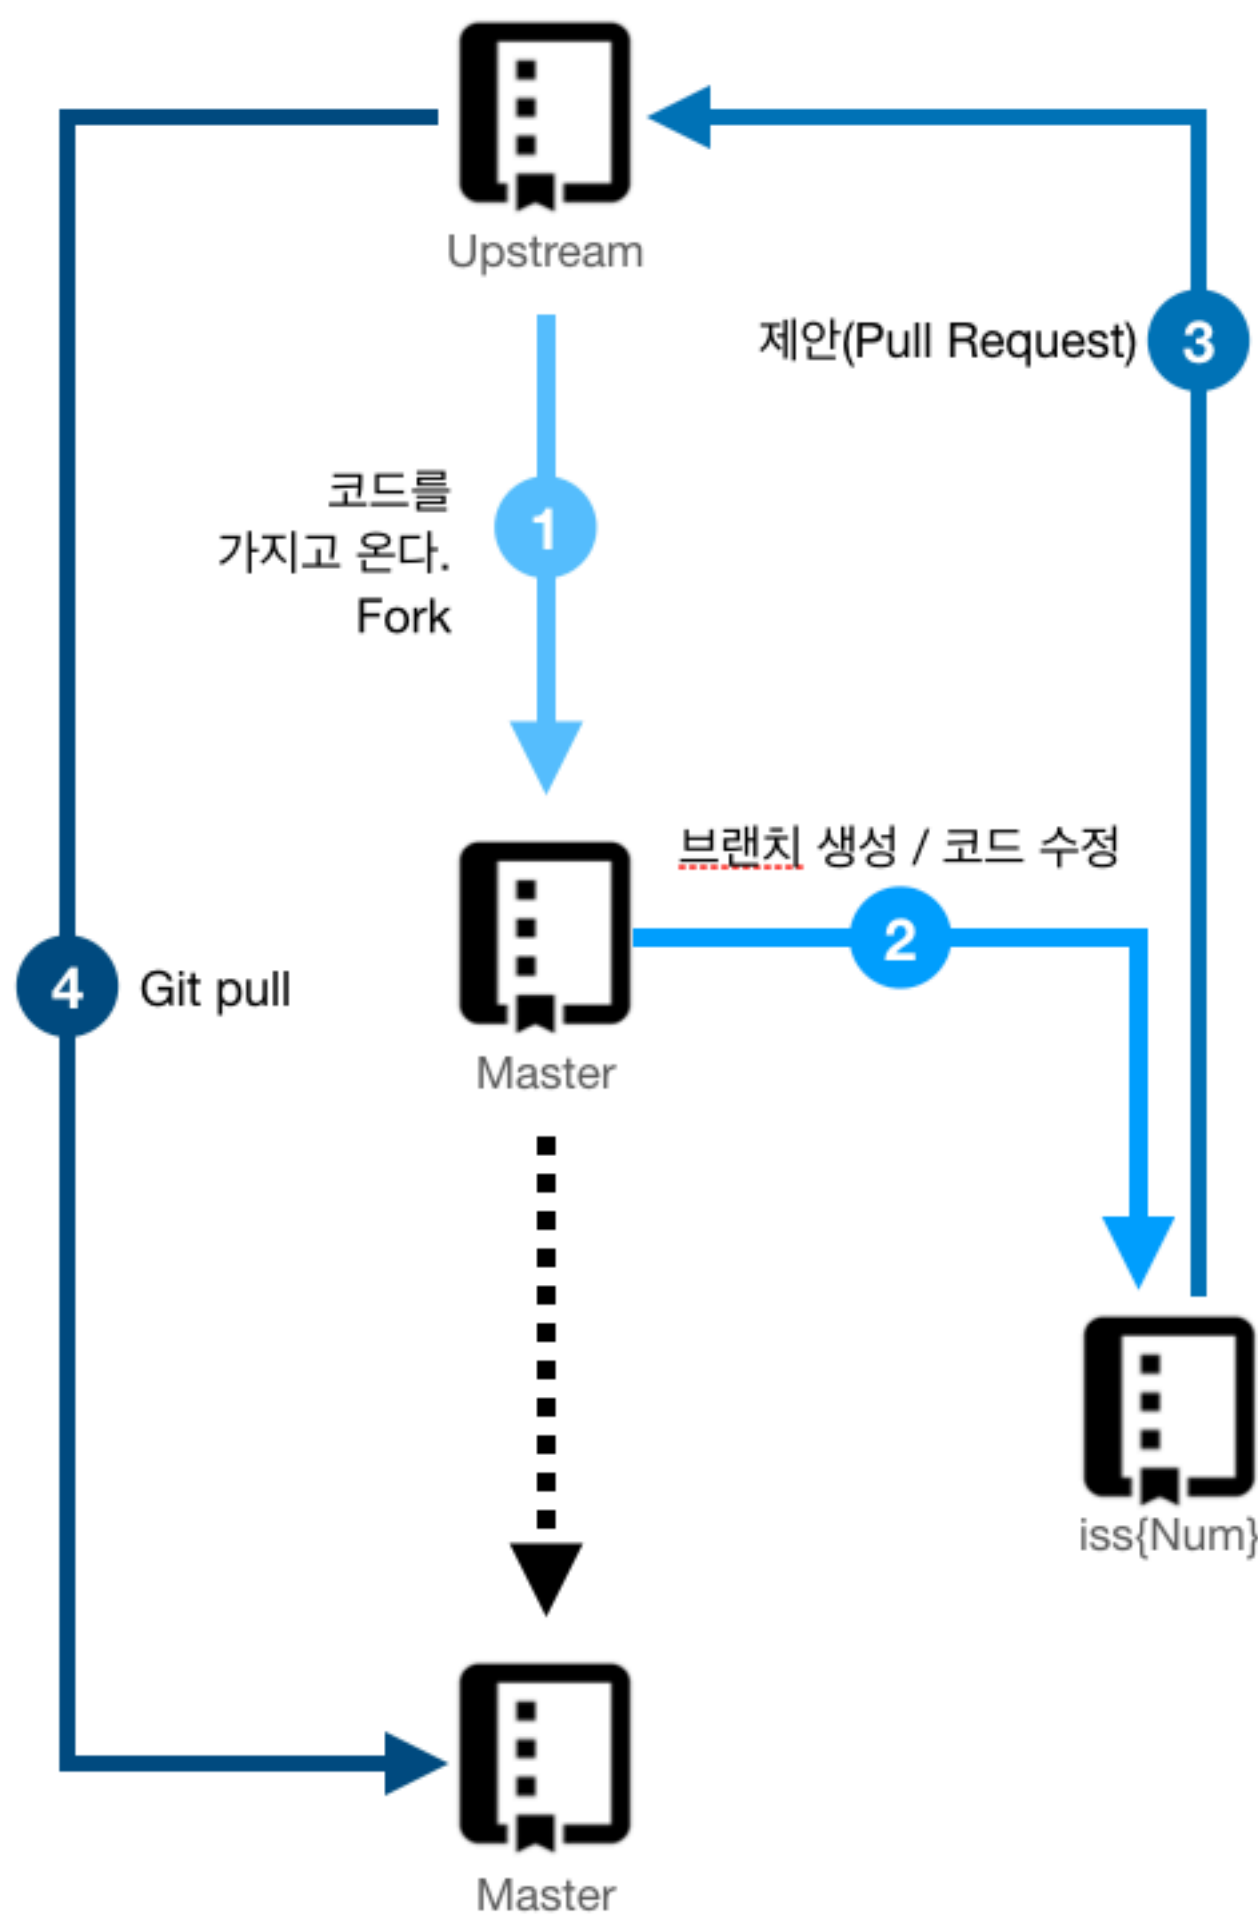 Upstream
제안(Pull Request)
3
코드를
가지고 온다.
Fork
1
브랜치 생성 / 코드 수정
2
4
Git pull
Master
iss{Num}
Master